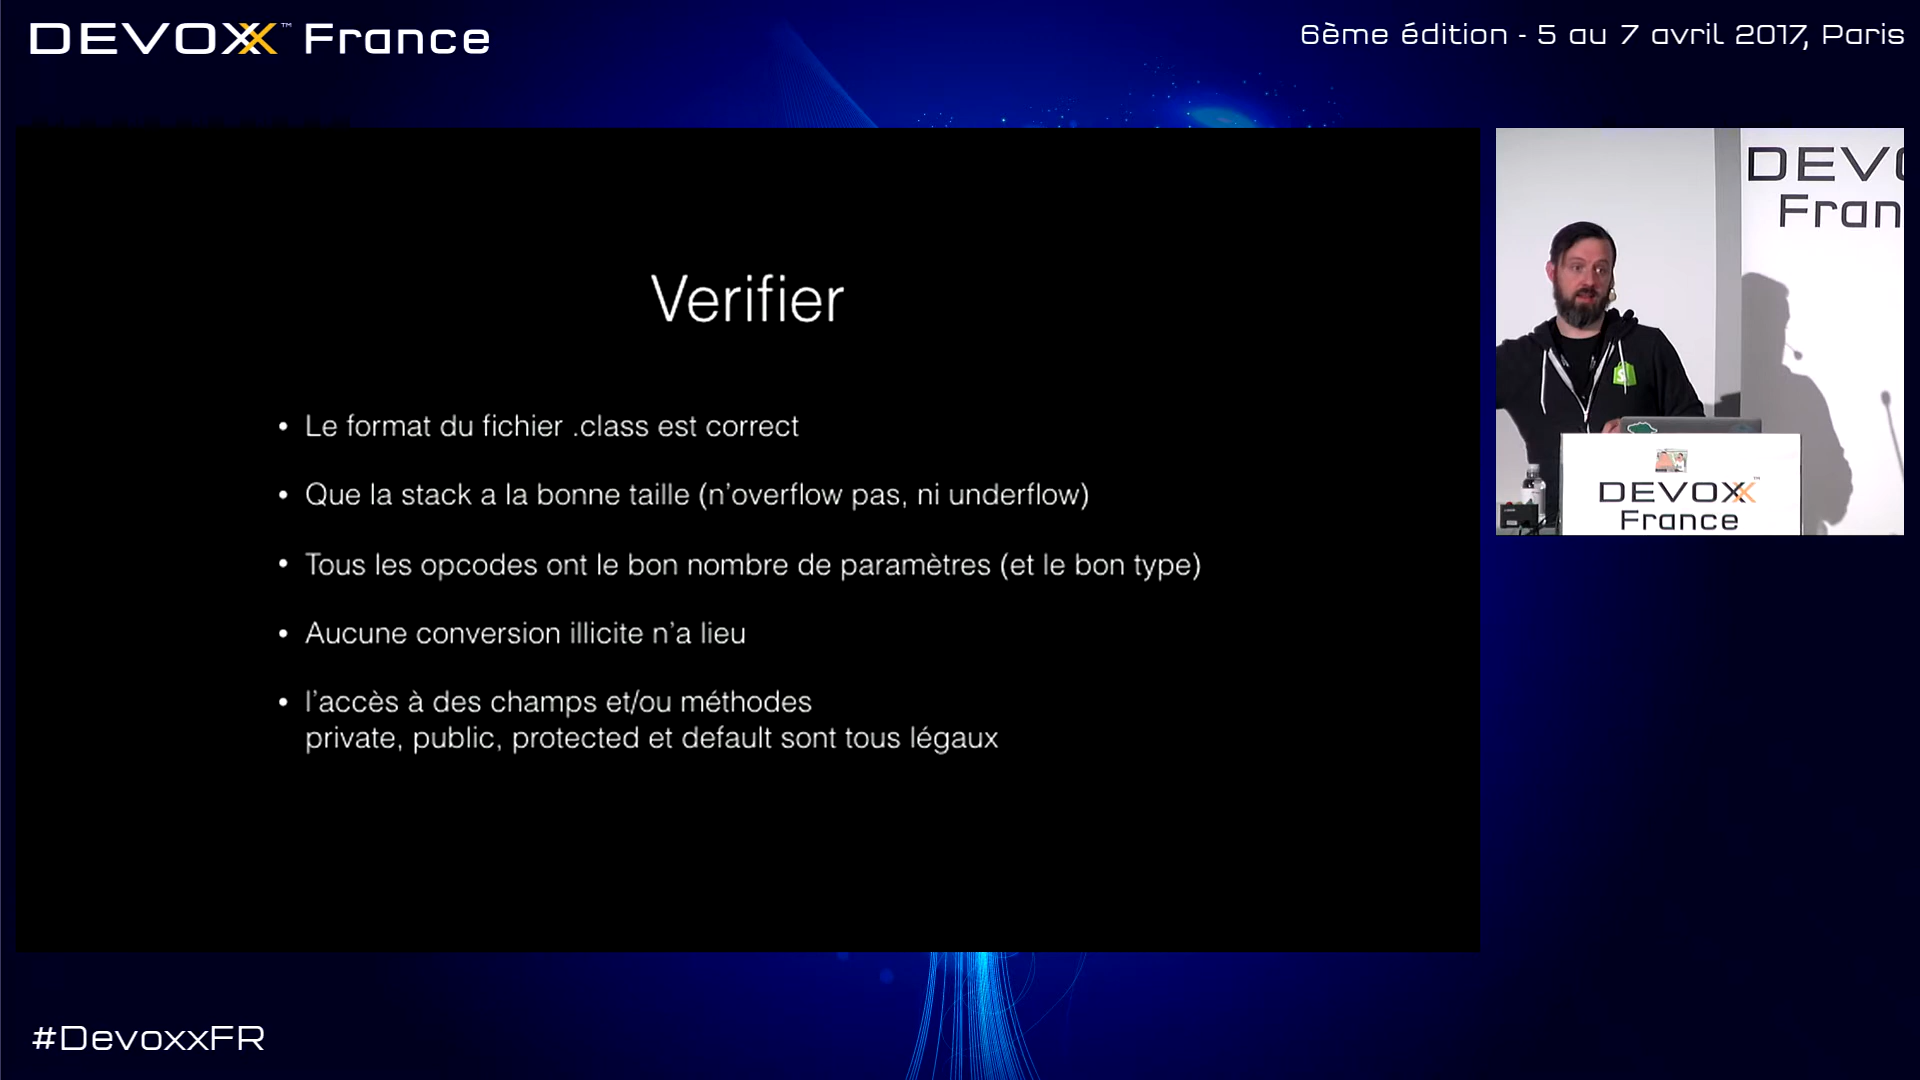 DEVOXX™ France
6ème édition - 5 au 7 avril 2017, Paris
Verifier
• Le format du fichier .class est correct
• Que la stack a la bonne taille (n’overflow pas, ni underflow)
• Tous les opcodes ont le bon nombre de paramètres (et le bon type)
• Aucune conversion illicite n’a lieu
• l’accès à des champs et/ou méthodes
private, public, protected et default sont tous légaux
DEVO
Fran
DEVOXX™
France
#DevoxxFR